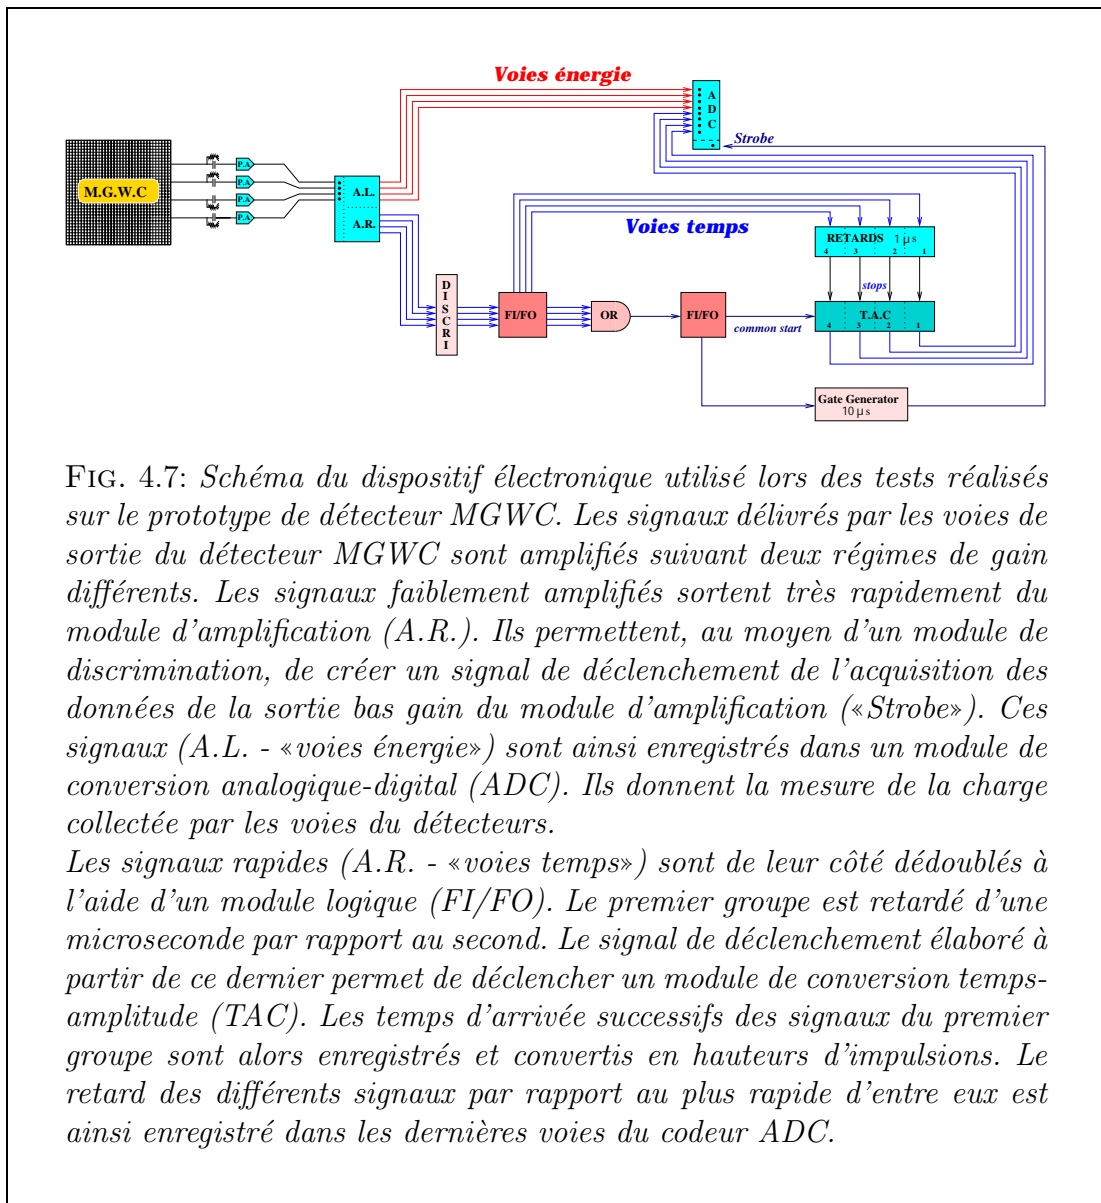 Voies énergie
A
D
C
Strobe
M.G.W.C
P.A
P.A
P.A
P.A
A.L.
A.R.
Voies temps
RETARDS 1 µs
4 3 2 1
stops
D
I
S
C
R
I
FI/FO
OR
FI/FO
common start
T.A.C
4 3 2 1
Gate Generator
10 µs
FIG. 4.7: Schéma du dispositif électronique utilisé lors des tests réalisés
sur le prototype de détecteur MGWC. Les signaux délivrés par les voies de
sortie du détecteur MGWC sont amplifiés suivant deux régimes de gain
différents. Les signaux faiblement amplifiés sortent très rapidement du
module d'amplification (A.R.). Ils permettent, au moyen d'un module de
discrimination, de créer un signal de déclenchement de l'acquisition des
données de la sortie bas gain du module d'amplification («Strobe»). Ces
signaux (A.L. - «voies énergie») sont ainsi enregistrés dans un module de
conversion analogique-digital (ADC). Ils donnent la mesure de la charge
collectée par les voies du détecteurs.
Les signaux rapides (A.R. - «voies temps») sont de leur côté dédoublés à
l'aide d'un module logique (FI/FO). Le premier groupe est retardé d'une
microseconde par rapport au second. Le signal de déclenchement élaboré à
partir de ce dernier permet de déclencher un module de conversion temps-
amplitude (TAC). Les temps d'arrivée successifs des signaux du premier
groupe sont alors enregistrés et convertis en hauteurs d'impulsions. Le
retard des différents signaux par rapport au plus rapide d'entre eux est
ainsi enregistré dans les dernières voies du codeur ADC.